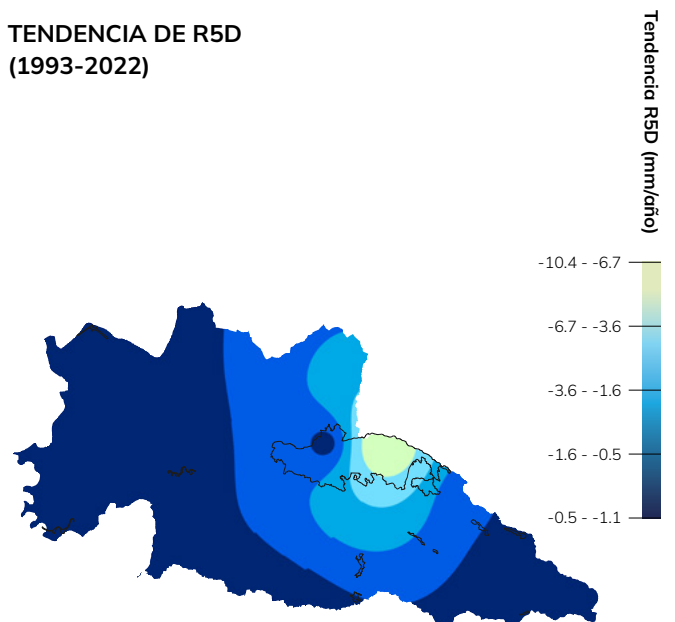 TENDENCIA DE R5D
(1993-2022)
Tendencia R5D (mm/año)
-10.4 - -6.7
-6.7 - -3.6
-3.6 - -1.6
-1.6 - -0.5
-0.5 - -1.1